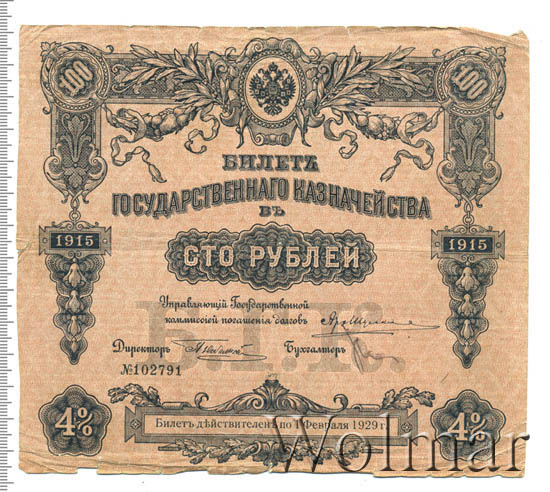 100 100
БИЛЕТЪ
ГОСУДАРСТВЕННАГО КАЗНАЧЕЙСТВА
ВЪ
1915 1915
СТО РУБЛЕЙ
Управляющій Государственной
коммиссіей погашенія долговъ
Директоръ Бухгалтеръ
№102791
Б.Г.К.
4% 4%
Билетъ дѣйствителенъ по 1 Февраля 1929 г.
Wolmar